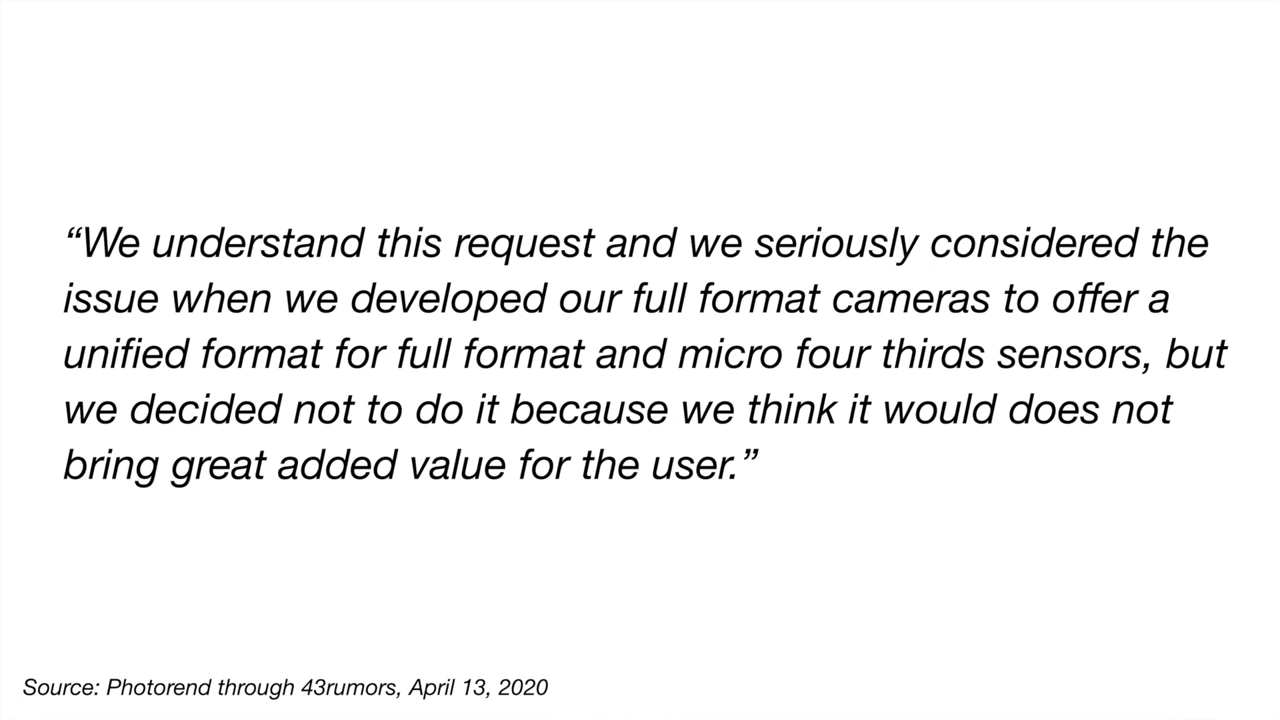 “We understand this request and we seriously considered the
issue when we developed our full format cameras to offer a
unified format for full format and micro four thirds sensors, but
we decided not to do it because we think it would does not
bring great added value for the user.”
Source: Photorend through 43rumors, April 13, 2020